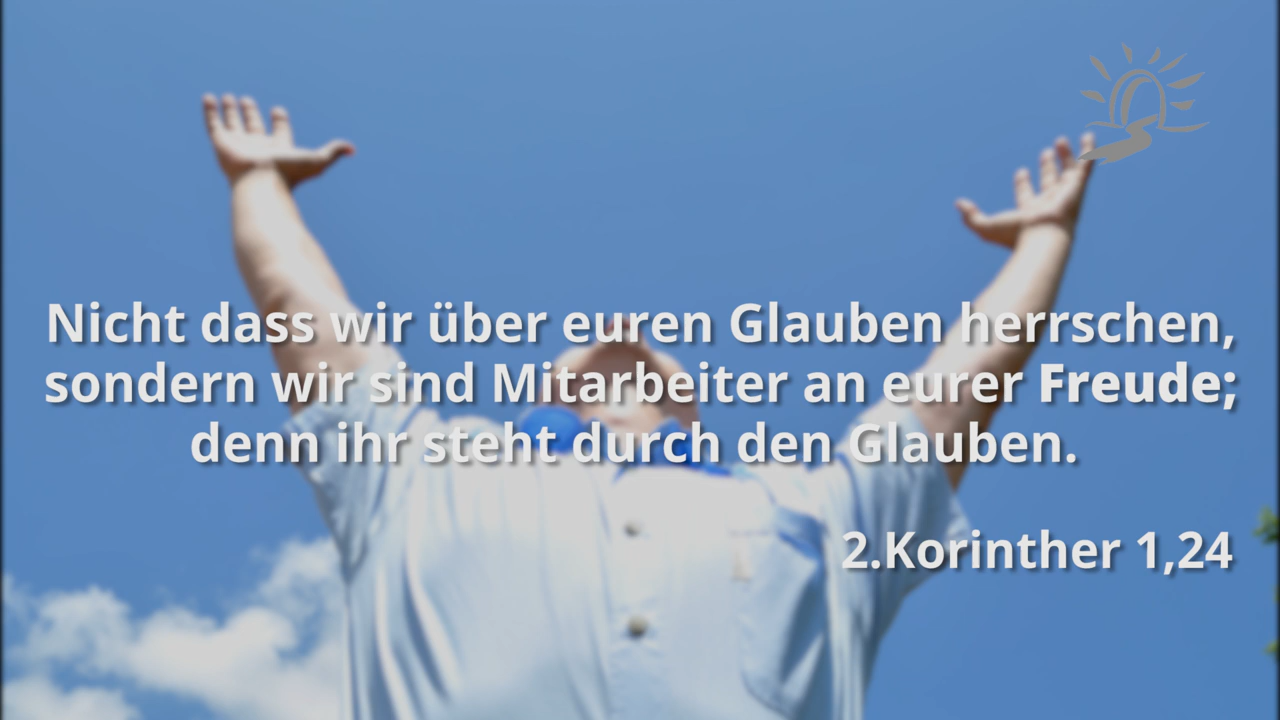 Nicht dass wir über euren Glauben herrschen,
sondern wir sind Mitarbeiter an eurer Freude;
denn ihr steht durch den Glauben.
2.Korinther 1,24